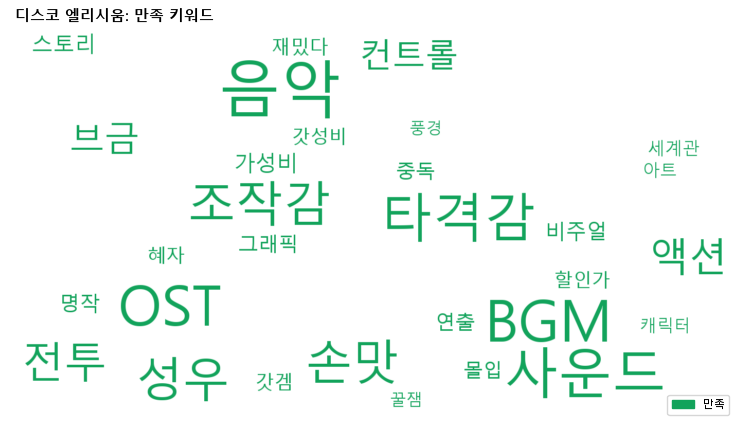 디스코 엘리시움: 만족 키워드
스토리
재밌다
컨트롤
음악
브금
갓성비
풍경
가성비
중독
세계관
아트
조작감
타격감
비주얼
그래픽
액션
혜자
할인가
명작
OST
BGM
연출
캐릭터
전투
성우
손맛
사운드
갓겜
몰입
꿀잼
만족